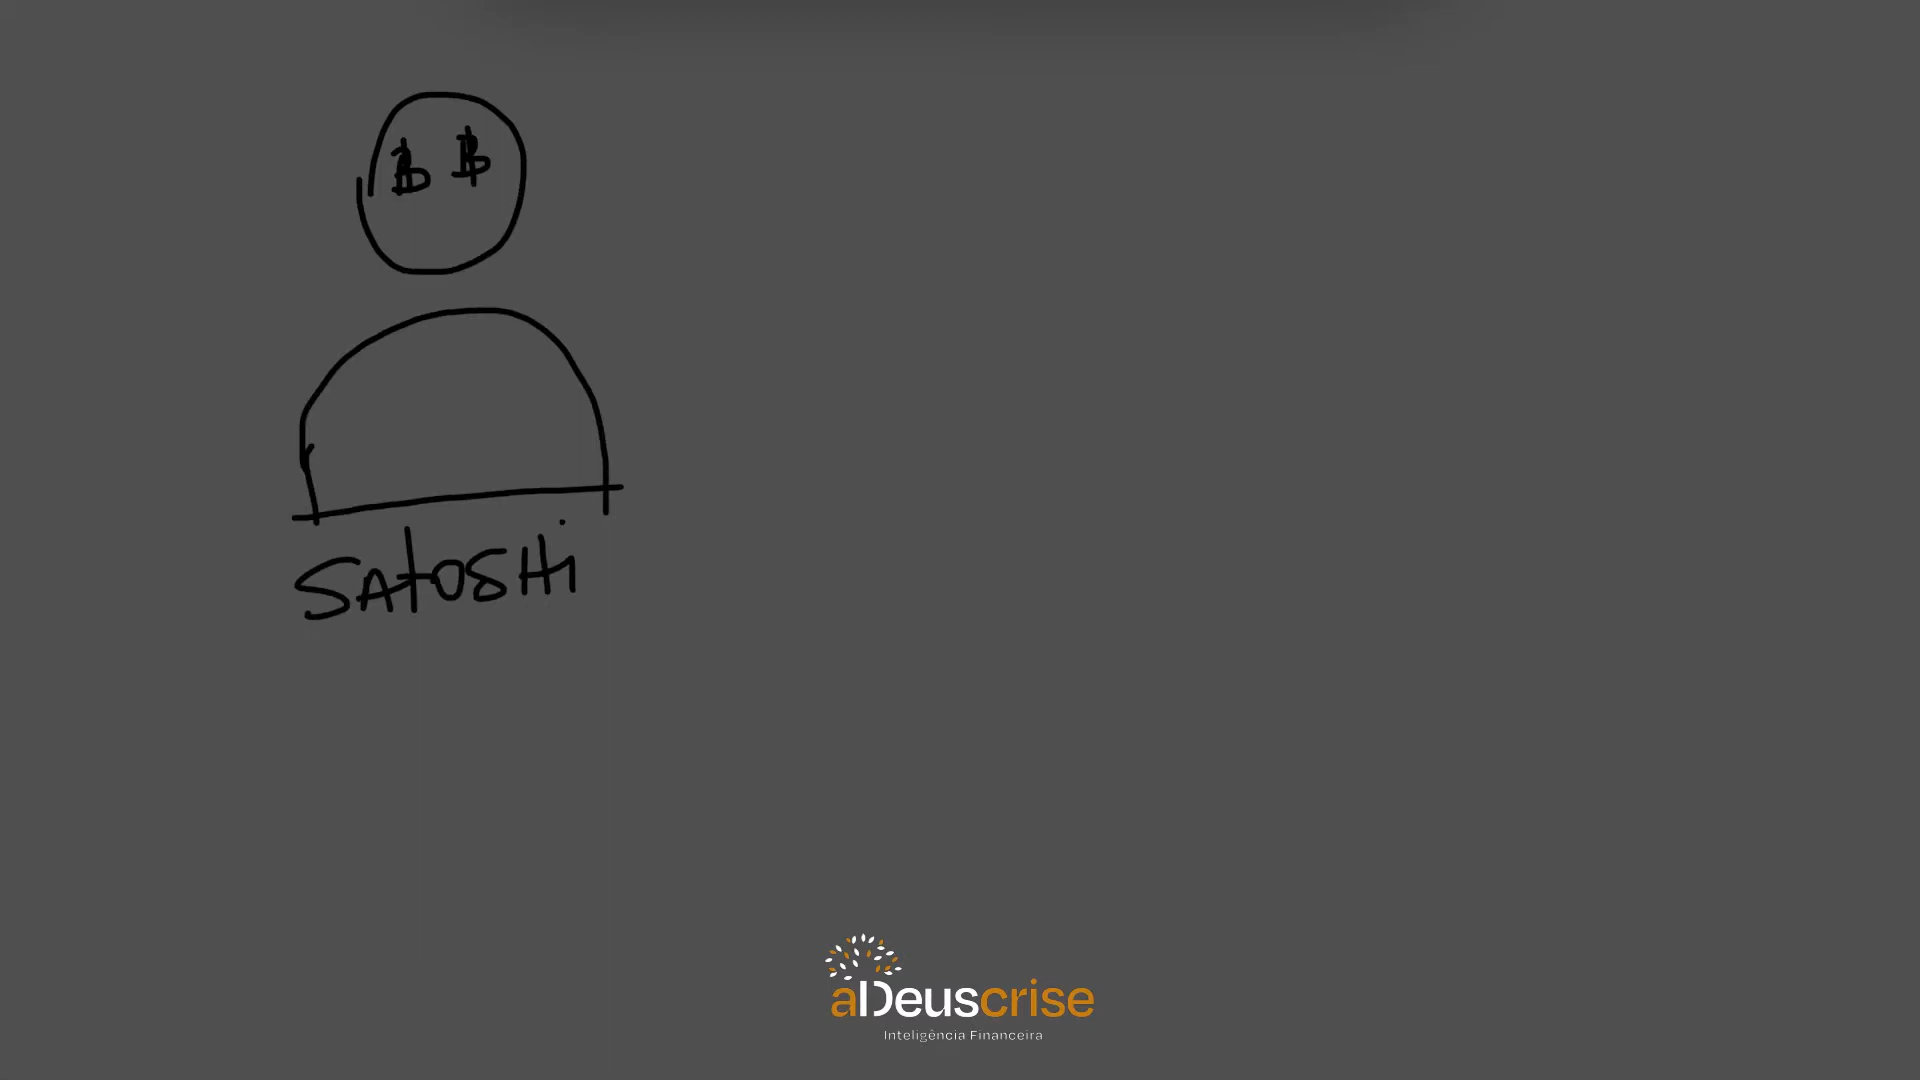 ₿ ₿
SAtOSHi
aDeuscrise
Inteligência Financeira